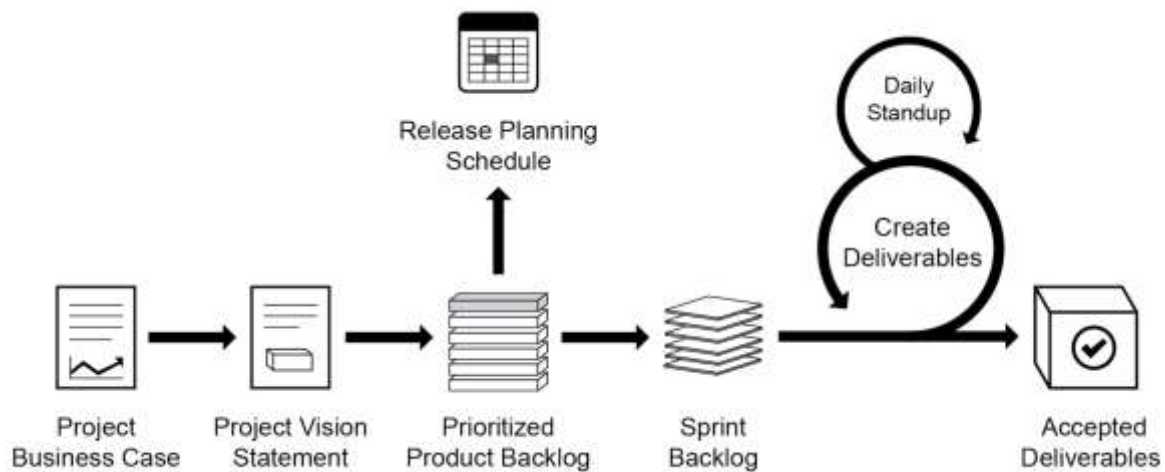 Release Planning
Schedule
Daily
Standup
Create
Deliverables
Project
Business Case
Project Vision
Statement
Prioritized
Product Backlog
Sprint
Backlog
Accepted
Deliverables